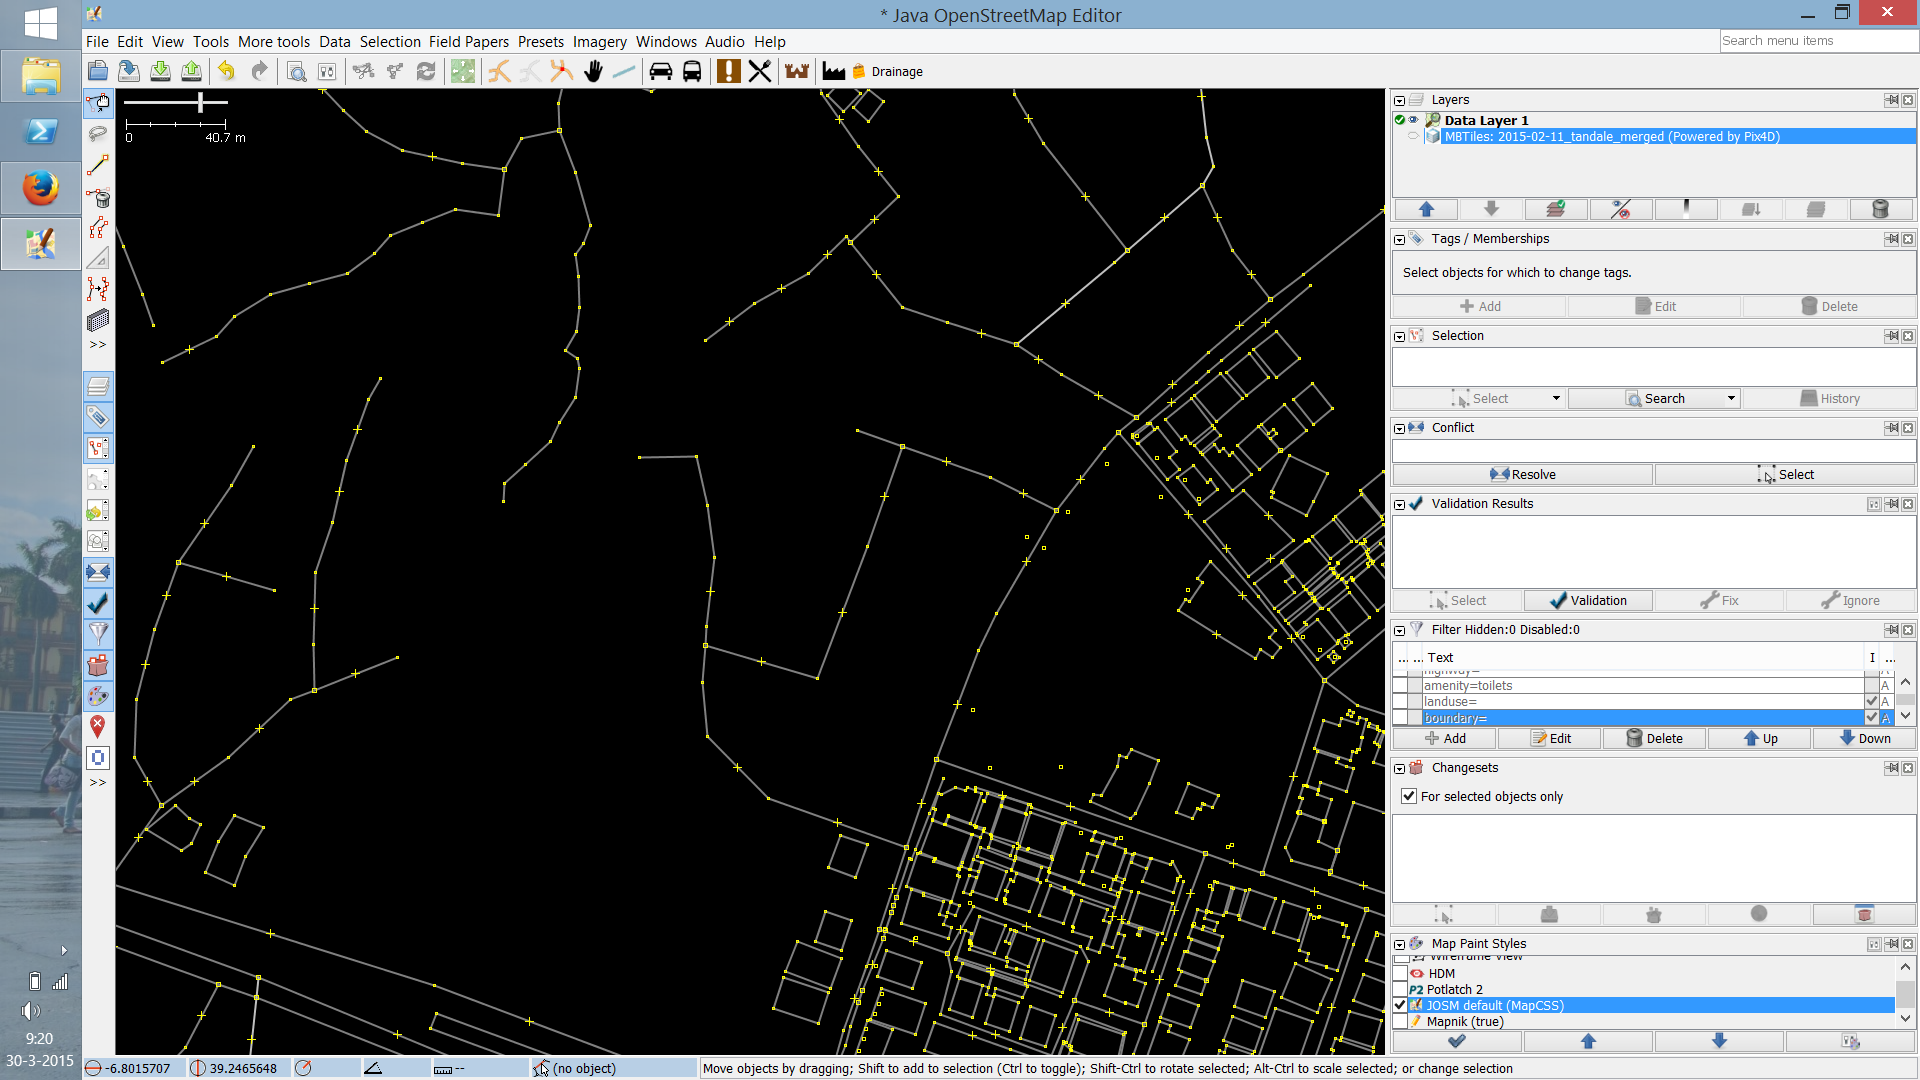 * Java OpenStreetMap Editor
File Edit View Tools More tools Data Selection Field Papers Presets Imagery Windows Audio Help
Search menu items
Drainage
0 40.7 m
>>
>>
Layers
Data Layer 1
MBTiles: 2015-02-11_tandale_merged (Powered by Pix4D)
Tags / Memberships
Select objects for which to change tags.
Add Edit Delete
Selection
Select Search History
Conflict
Resolve Select
Validation Results
Select Validation Fix Ignore
Filter Hidden:0 Disabled:0
... ... Text I ...
highway=
amenity=toilets A
landuse= A
boundary= A
Add Edit Delete Up Down
Changesets
For selected objects only
Map Paint Styles
Wireframe View
HDM
P2 Potlatch 2
JOSM default (MapCSS)
Mapnik (true)
9:20
30-3-2015
-6.8015707 39.2465648 -- (no object) Move objects by dragging; Shift to add to selection (Ctrl to toggle); Shift-Ctrl to rotate selected; Alt-Ctrl to scale selected; or change selection